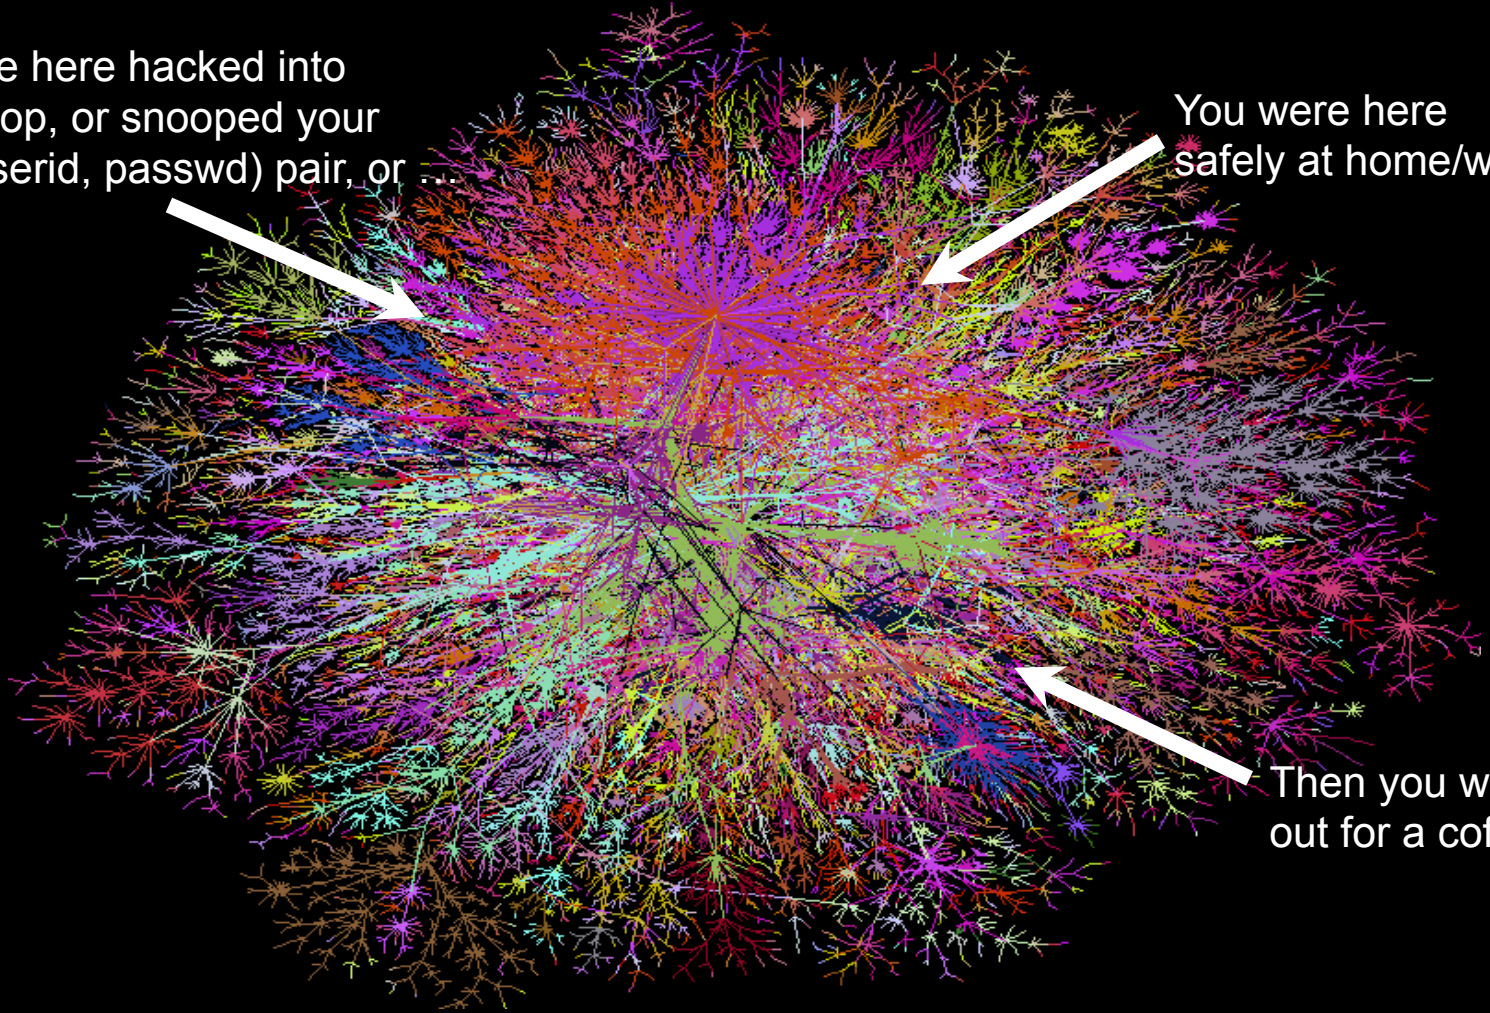 e here hacked into
op, or snooped your
serid, passwd) pair, or …
You were here
safely at home/w
Then you w
out for a cof